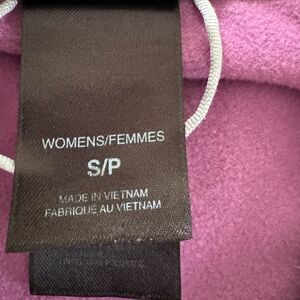 WOMENS/FEMMES
S/P
MADE IN VIETNAM
FABRIQUÉ AU VIETNAM